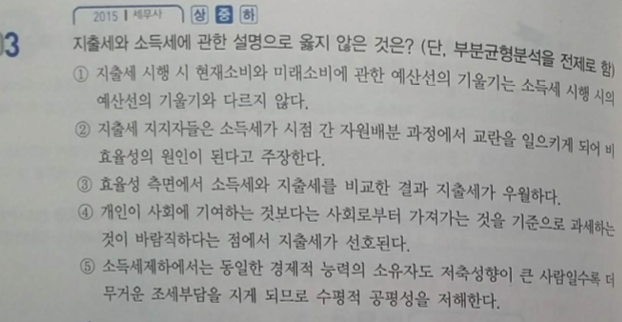 2015 | 세무사 상 중 하
03 지출세와 소득세에 관한 설명으로 옳지 않은 것은? (단, 부분균형분석을 전제로 함)
① 지출세 시행 시 현재소비와 미래소비에 관한 예산선의 기울기는 소득세 시행 시의
예산선의 기울기와 다르지 않다.
② 지출세 지지자들은 소득세가 시점 간 자원배분 과정에서 교란을 일으키게 되어 비
효율성의 원인이 된다고 주장한다.
③ 효율성 측면에서 소득세와 지출세를 비교한 결과 지출세가 우월하다.
④ 개인이 사회에 기여하는 것보다는 사회로부터 가져가는 것을 기준으로 과세하는
것이 바람직하다는 점에서 지출세가 선호된다.
⑤ 소득세제하에서는 동일한 경제적 능력의 소유자도 저축성향이 큰 사람일수록 더
무거운 조세부담을 지게 되므로 수평적 공평성을 저해한다.